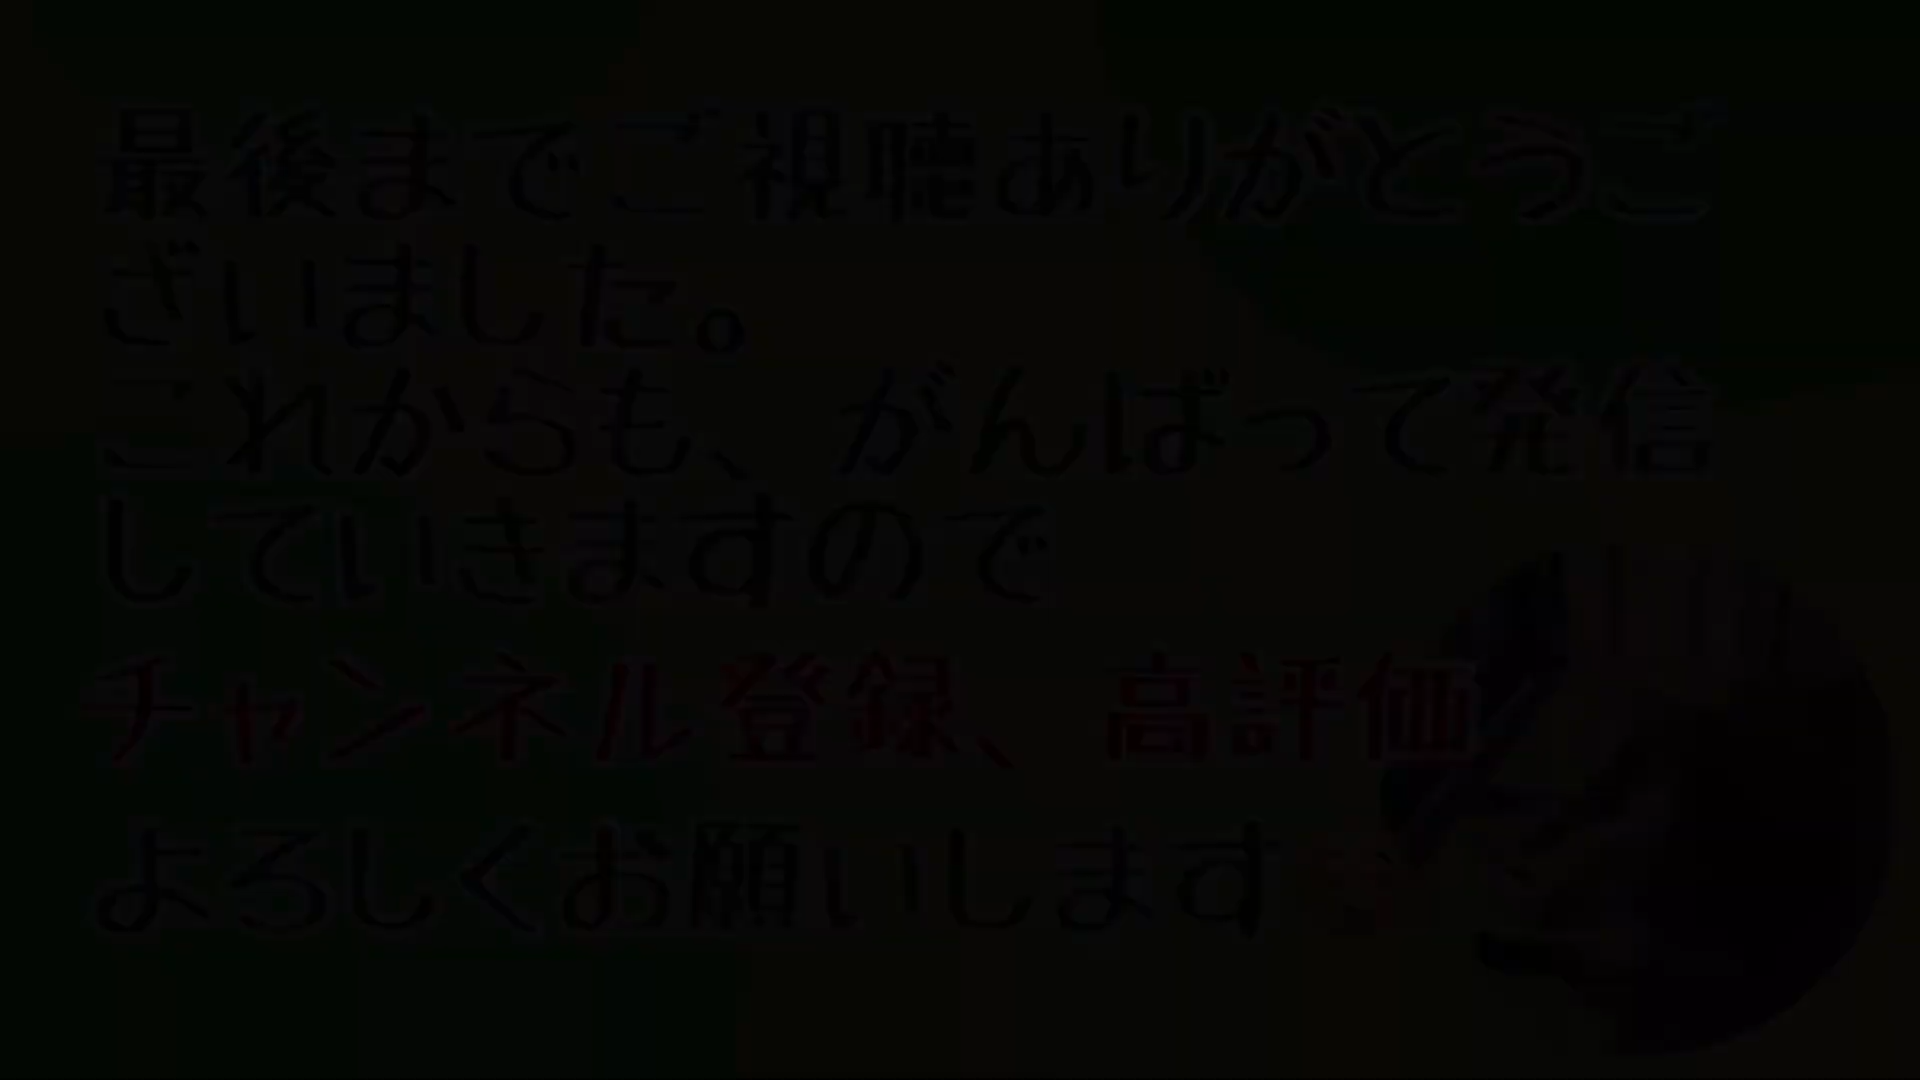 最後までご視聴ありがとうご
ざいました。
これからも、がんばって発信
していきますので
チャンネル登録、高評価
よろしくお願いします